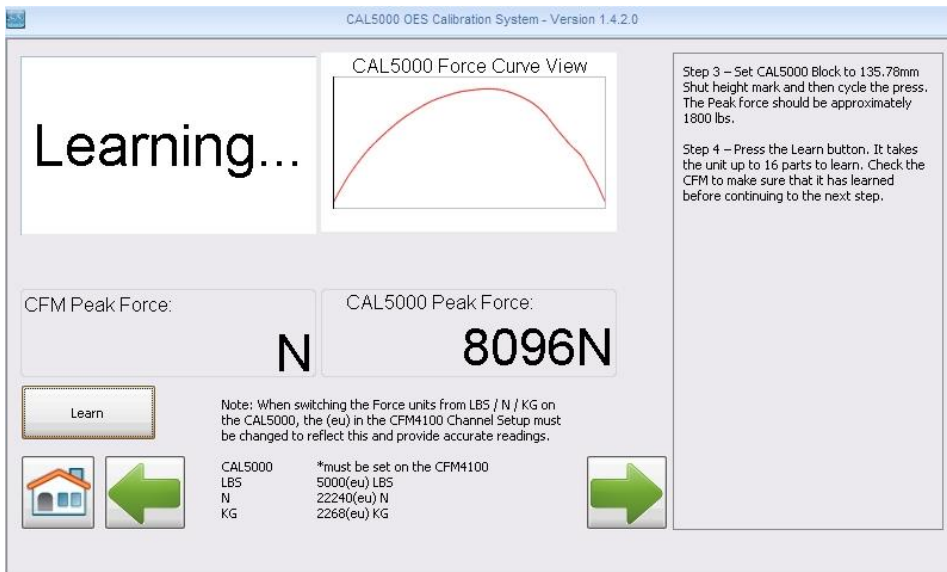 CAL5000 OES Calibration System - Version 1.4.2.0
Learning...
CAL5000 Force Curve View
Step 3 – Set CAL5000 Block to 135.78mm
Shut height mark and then cycle the press.
The Peak force should be approximately
1800 lbs.
Step 4 – Press the Learn button. It takes
the unit up to 16 parts to learn. Check the
CFM to make sure that it has learned
before continuing to the next step.
CFM Peak Force:
N
CAL5000 Peak Force:
8096N
Learn
Note: When switching the Force units from LBS / N / KG on
the CAL5000, the (eu) in the CFM4100 Channel Setup must
be changed to reflect this and provide accurate readings.
CAL5000 *must be set on the CFM4100
LBS 5000(eu) LBS
N 22240(eu) N
KG 2268(eu) KG